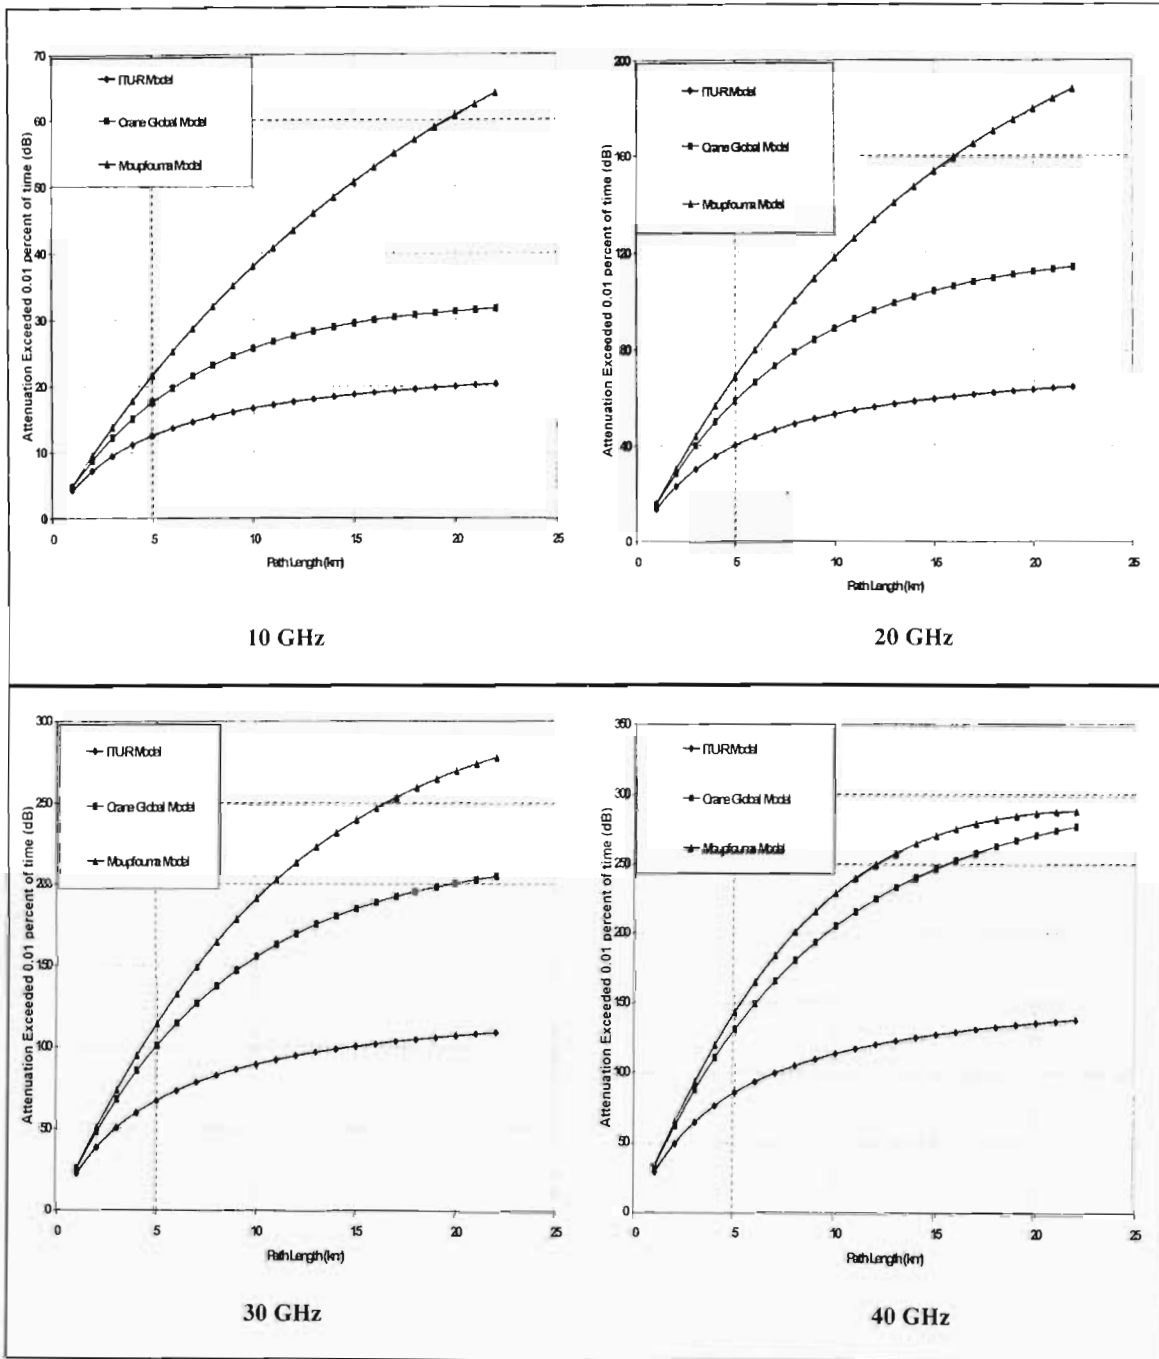 70
60
50
40
30
20
10
0
Attenuation Exceeded 0.01 percent of time (dB)
ITU-R Model
Crane Global Model
Moupfouma Model
0 5 10 15 20 25
Path Length (km)
10 GHz
200
160
120
80
40
0
Attenuation Exceeded 0.01 percent of time (dB)
ITU-R Model
Crane Global Model
Moupfouma Model
0 5 10 15 20 25
Path Length (km)
20 GHz
300
250
200
150
100
50
0
Attenuation Exceeded 0.01 percent of time (dB)
ITU-R Model
Crane Global Model
Moupfouma Model
0 5 10 15 20 25
Path Length (km)
30 GHz
350
300
250
200
150
100
50
0
Attenuation Exceeded 0.01 percent of time (dB)
ITU-R Model
Crane Global Model
Moupfouma Model
0 5 10 15 20 25
Path Length (km)
40 GHz